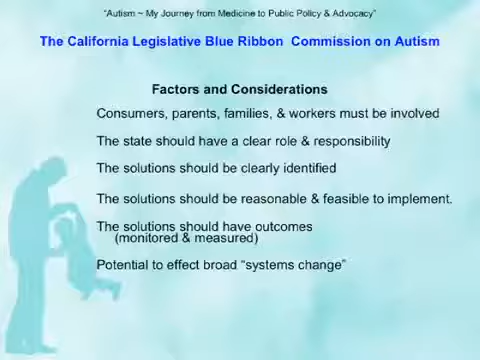 "Autism ~ My Journey from Medicine to Public Policy & Advocacy"
The California Legislative Blue Ribbon Commission on Autism
Factors and Considerations
Consumers, parents, families, & workers must be involved
The state should have a clear role & responsibility
The solutions should be clearly identified
The solutions should be reasonable & feasible to implement.
The solutions should have outcomes
(monitored & measured)
Potential to effect broad "systems change"